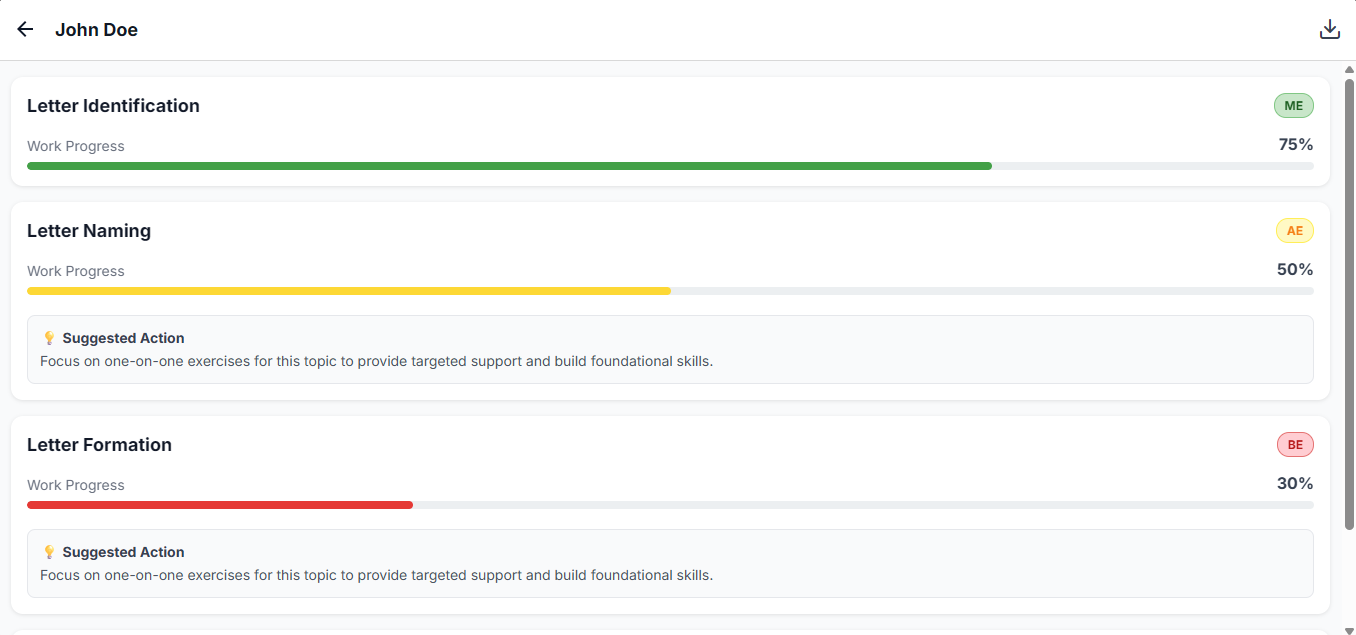 John Doe
Letter Identification
ME
Work Progress
75%
Letter Naming
AE
Work Progress
50%
Suggested Action
Focus on one-on-one exercises for this topic to provide targeted support and build foundational skills.
Letter Formation
BE
Work Progress
30%
Suggested Action
Focus on one-on-one exercises for this topic to provide targeted support and build foundational skills.